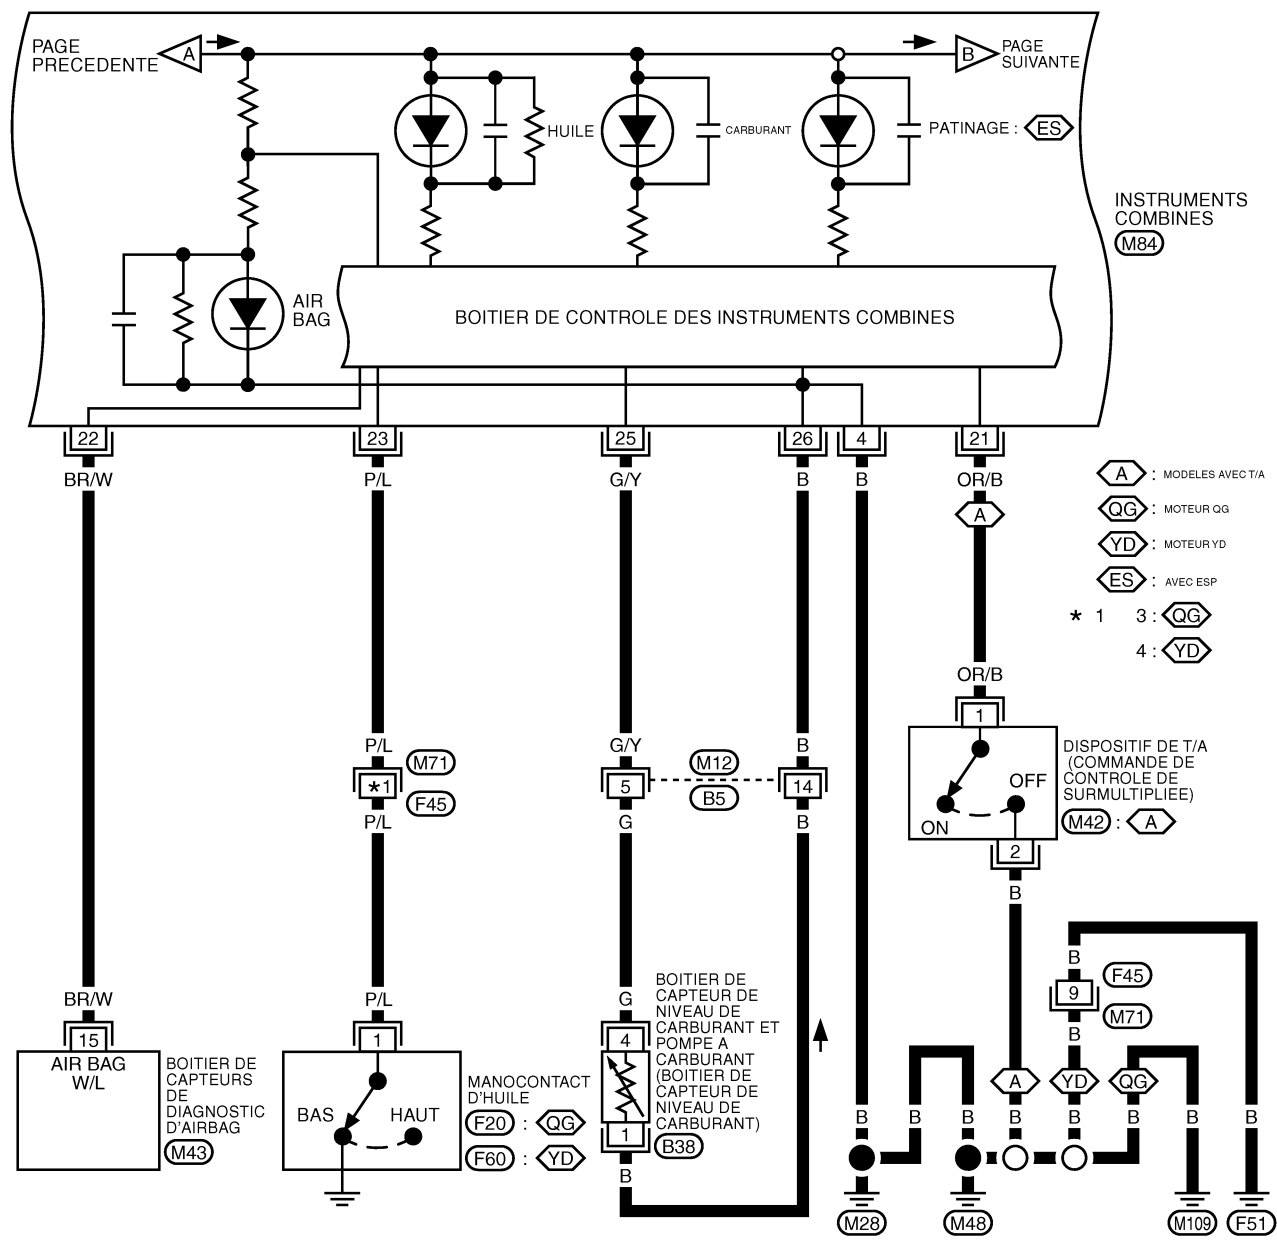 PAGE
PRECEDENTE
A
B
PAGE
SUIVANTE
HUILE
CARBURANT
PATINAGE : ES
INSTRUMENTS
COMBINES
M84
AIR
BAG
BOITIER DE CONTROLE DES INSTRUMENTS COMBINES
22
23
25
26
4
21
BR/W
P/L
G/Y
B
B
OR/B
A
A : MODELES AVEC T/A
QG : MOTEUR QG
YD : MOTEUR YD
ES : AVEC ESP
* 1 3 : QG
4 : YD
OR/B
1
P/L
M71
*1
F45
P/L
G/Y
5
G
M12
B5
B
14
B
OFF
ON
2
B
DISPOSITIF DE T/A
(COMMANDE DE
CONTROLE DE
SURMULTIPLIEE)
M42 : A
B
9
F45
M71
B
BR/W
15
AIR BAG
W/L
BOITIER DE
CAPTEURS
DE
DIAGNOSTIC
D'AIRBAG
M43
P/L
1
BAS
HAUT
MANOCONTACT
D'HUILE
F20 : QG
F60 : YD
G
4
1
B
BOITIER DE
CAPTEUR DE
NIVEAU DE
CARBURANT ET
POMPE A
CARBURANT
(BOITIER DE
CAPTEUR DE
NIVEAU DE
CARBURANT)
B38
A
YD
QG
B
B
B
B
B
B
B
B
M28
M48
M109
F51